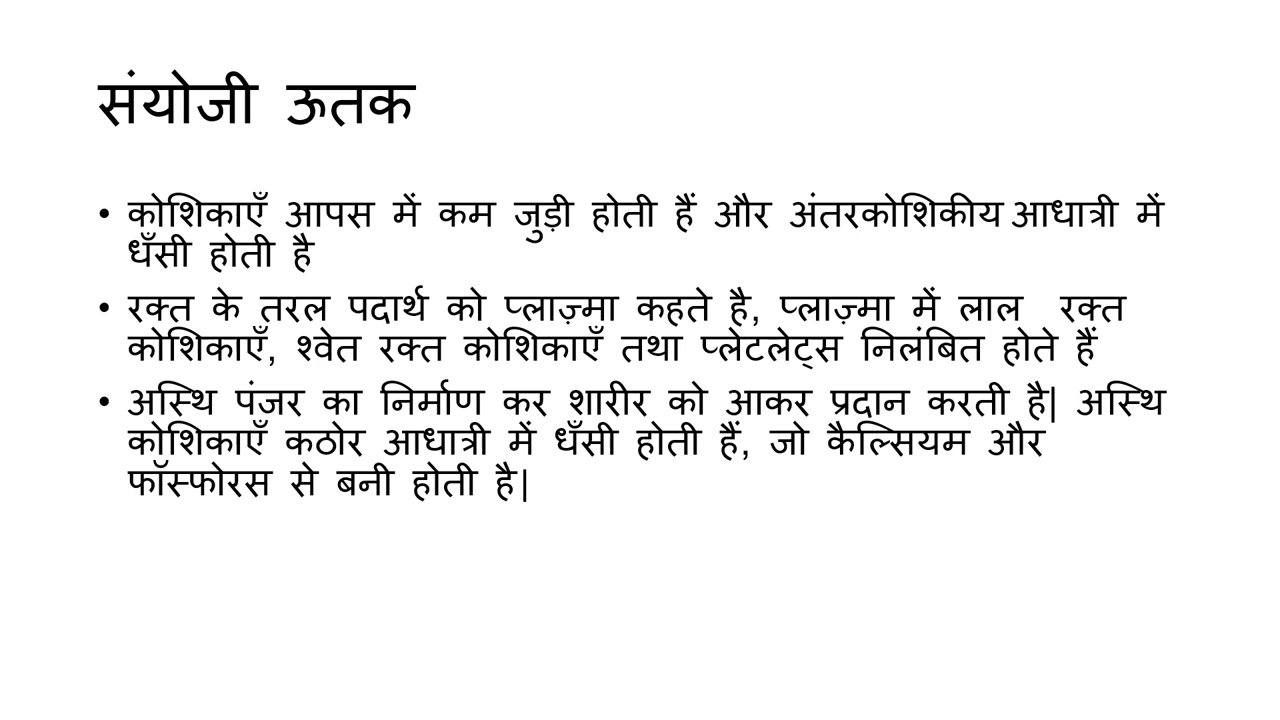 संयोजी ऊतक
• कोशिकाएँ आपस में कम जुड़ी होती हैं और अंतरकोशिकीय आधात्री में
धँसी होती है
• रक्त के तरल पदार्थ को प्लाज़्मा कहते है, प्लाज़्मा में लाल रक्त
कोशिकाएँ, श्वेत रक्त कोशिकाएँ तथा प्लेटलेट्स निलंबित होते हैं
• अस्थि पंजर का निर्माण कर शारीर को आकर प्रदान करती है| अस्थि
कोशिकाएँ कठोर आधात्री में धँसी होती हैं, जो कैल्सियम और
फॉस्फोरस से बनी होती है|